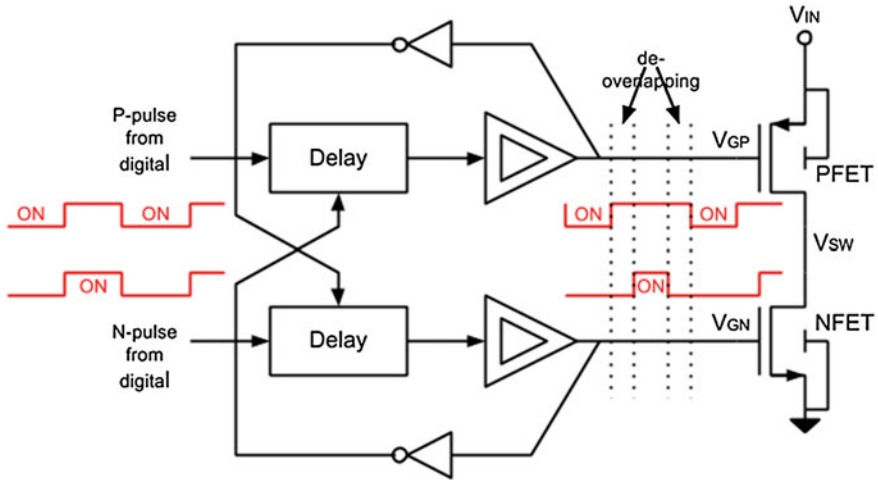 VIN
de-
overlapping
P-pulse
from
digital
Delay
VGP
PFET
ON
ON
ON
ON
VSW
ON
ON
N-pulse
from
digital
Delay
VGN
NFET